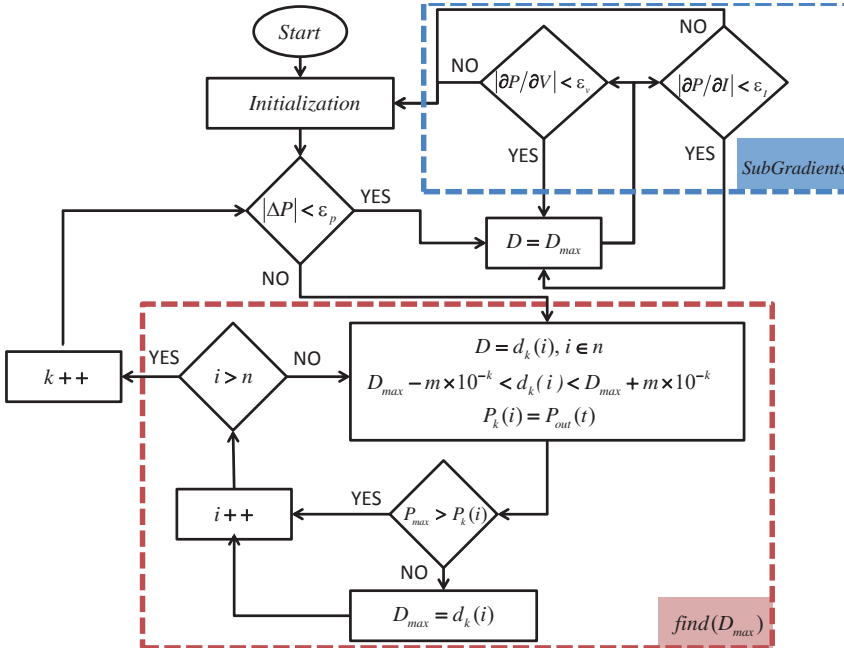 Start
NO
NO
Initialization
|∂P/∂V| < ε_v
|∂P/∂I| < ε_I
YES
YES
SubGradients
|ΔP| < ε_p
YES
D = D_max
NO
D = d_k(i), i ∈ n
D_max − m×10^−k < d_k(i) < D_max + m×10^−k
P_k(i) = P_out(t)
YES
NO
k++
i > n
YES
i++
P_max > P_k(i)
NO
D_max = d_k(i)
find(D_max)